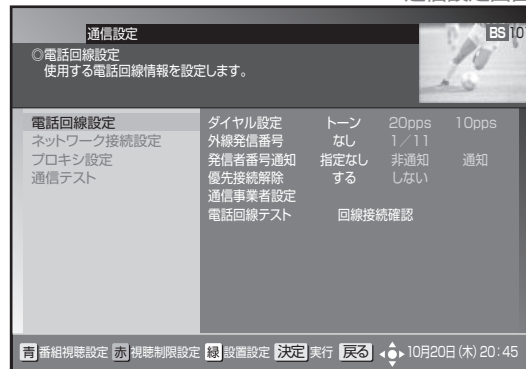 通信設定
BS 10
◎電話回線設定
使用する電話回線情報を設定します。
電話回線設定
ネットワーク接続設定
プロキシ設定
通信テスト
ダイヤル設定 トーン 20pps 10pps
外線発信番号 なし 1/11
発信者番号通知 指定なし 非通知 通知
優先接続解除 する しない
通信事業者設定
電話回線テスト 回線接続確認
青 番組視聴設定 赤 視聴制限設定 緑 設置設定 決定 実行 戻る 10月20日(木)20:45